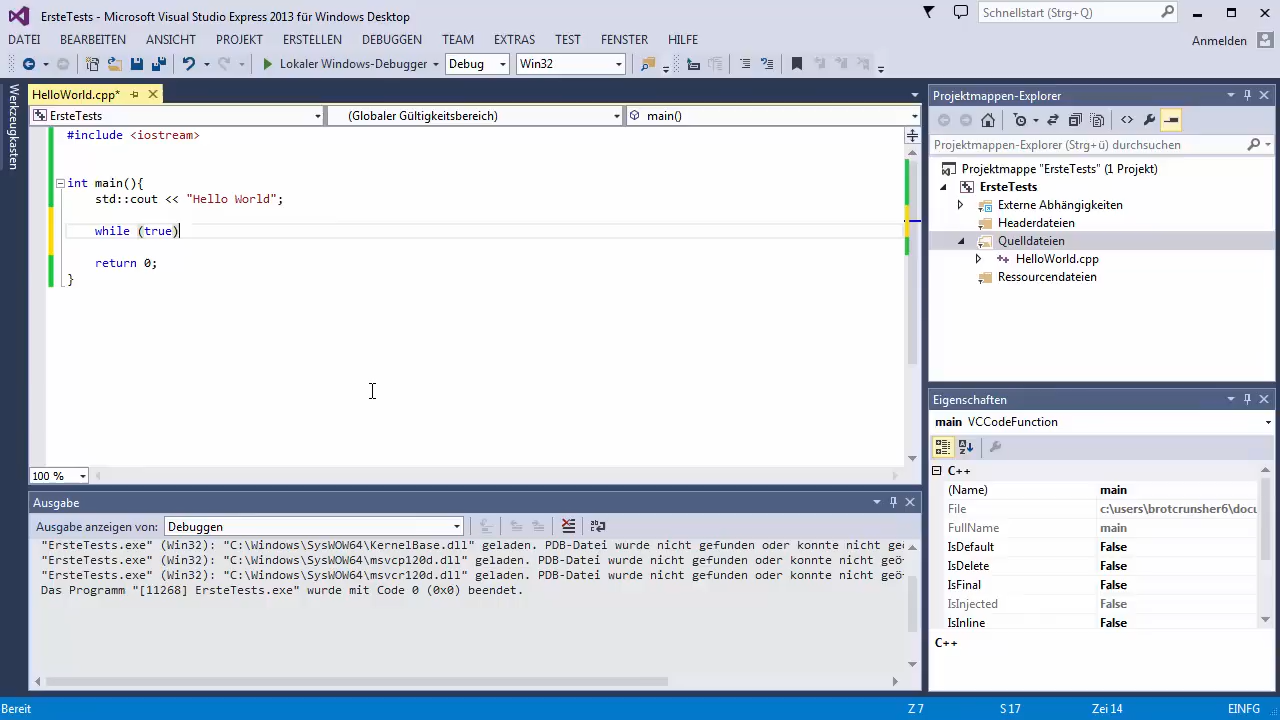 ErsteTests - Microsoft Visual Studio Express 2013 für Windows Desktop
Schnellstart (Strg+Q)
DATEI BEARBEITEN ANSICHT PROJEKT ERSTELLEN DEBUGGEN TEAM EXTRAS TEST FENSTER HILFE
Anmelden
Lokaler Windows-Debugger Debug Win32
Werkzeugkasten
HelloWorld.cpp*
ErsteTests (Globaler Gültigkeitsbereich) main()
#include <iostream>
int main(){
std::cout << "Hello World";
while (true)
return 0;
}
100 %
Projektmappen-Explorer
Projektmappen-Explorer (Strg+ü) durchsuchen
Projektmappe "ErsteTests" (1 Projekt)
ErsteTests
Externe Abhängigkeiten
Headerdateien
Quelldateien
HelloWorld.cpp
Ressourcendateien
Eigenschaften
main VCCodeFunction
C++
(Name) main
File c:\users\brotcrunsher6\docu
FullName main
IsDefault False
IsDelete False
IsFinal False
IsInjected False
IsInline False
C++
Ausgabe
Ausgabe anzeigen von: Debuggen
"ErsteTests.exe" (Win32): "C:\Windows\SysWOW64\KernelBase.dll" geladen. PDB-Datei wurde nicht gefunden oder konnte nicht geö
"ErsteTests.exe" (Win32): "C:\Windows\SysWOW64\msvcp120d.dll" geladen. PDB-Datei wurde nicht gefunden oder konnte nicht geö
"ErsteTests.exe" (Win32): "C:\Windows\SysWOW64\msvcr120d.dll" geladen. PDB-Datei wurde nicht gefunden oder konnte nicht geö
Das Programm "[11268] ErsteTests.exe" wurde mit Code 0 (0x0) beendet.
Bereit Z 7 S 17 Zei 14 EINFG